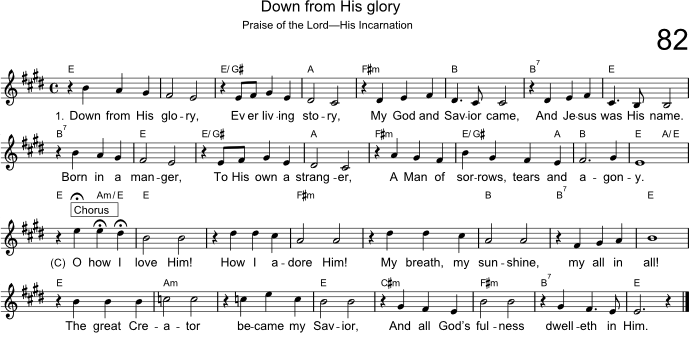 Down from His glory
Praise of the Lord—His Incarnation
82
E E/G♯ A F♯m B B7 E
1. Down from His glo-ry, Ev er liv-ing sto-ry, My God and Sav-ior came, And Je-sus was His name.
B7 E E/G♯ A F♯m E/G♯ A B E A/E
Born in a man-ger, To His own a strang-er, A Man of sor-rows, tears and a-gon-y.
E Am/E E F♯m B B7 E
Chorus
(C) O how I love Him! How I a-dore Him! My breath, my sun-shine, my all in all!
E Am E C♯m F♯m B7 E
The great Cre-a-tor be-came my Sav-ior, And all God's ful-ness dwell-eth in Him.